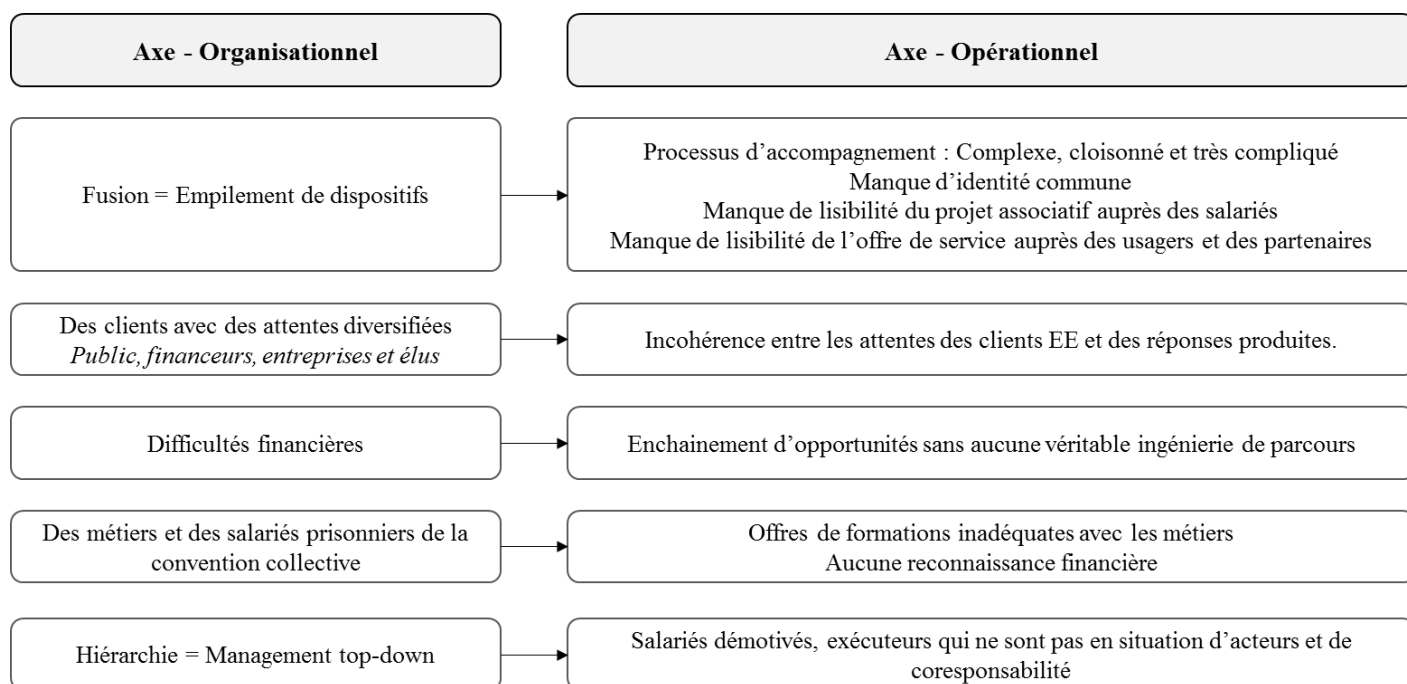 Axe - Organisationnel
Axe - Opérationnel
Fusion = Empilement de dispositifs
Processus d’accompagnement : Complexe, cloisonné et très compliqué
Manque d’identité commune
Manque de lisibilité du projet associatif auprès des salariés
Manque de lisibilité de l’offre de service auprès des usagers et des partenaires
Des clients avec des attentes diversifiées
Public, financeurs, entreprises et élus
Incohérence entre les attentes des clients EE et des réponses produites.
Difficultés financières
Enchainement d’opportunités sans aucune véritable ingénierie de parcours
Des métiers et des salariés prisonniers de la
convention collective
Offres de formations inadéquates avec les métiers
Aucune reconnaissance financière
Hiérarchie = Management top-down
Salariés démotivés, exécuteurs qui ne sont pas en situation d’acteurs et de
coresponsabilité